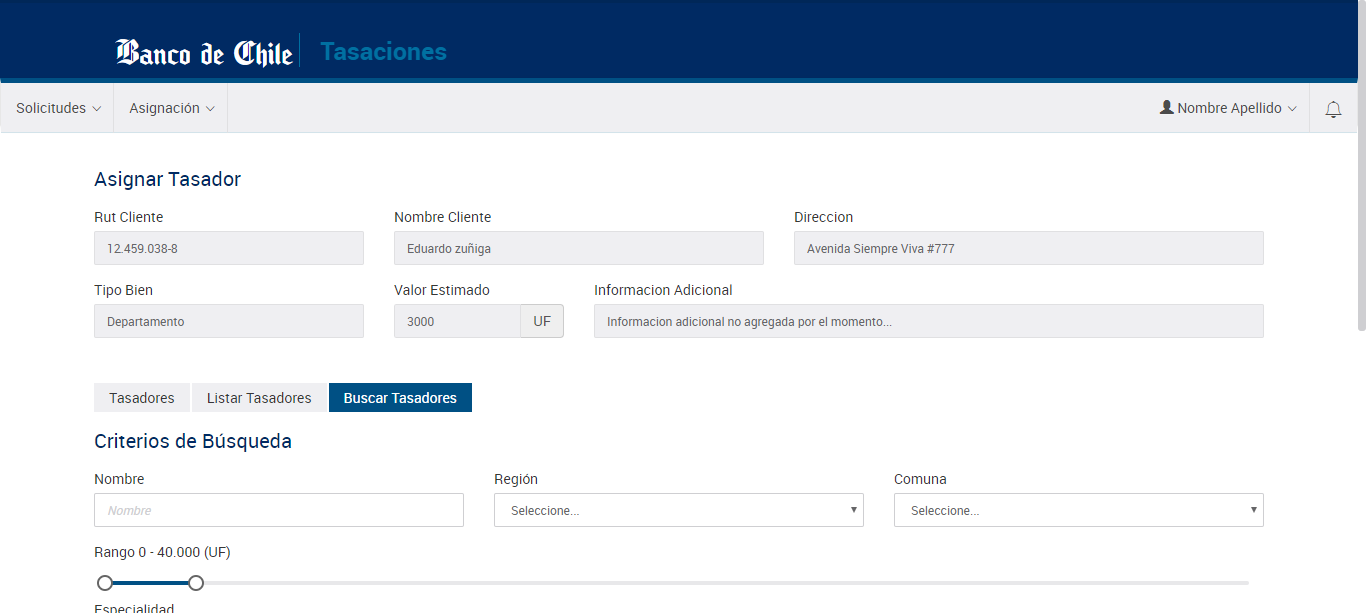 Banco de Chile Tasaciones
Solicitudes Asignación Nombre Apellido
Asignar Tasador
Rut Cliente Nombre Cliente Direccion
12.459.038-8 Eduardo zuñiga Avenida Siempre Viva #777
Tipo Bien Valor Estimado Informacion Adicional
Departamento 3000 UF Informacion adicional no agregada por el momento...
Tasadores Listar Tasadores Buscar Tasadores
Criterios de Búsqueda
Nombre Región Comuna
Nombre Seleccione... Seleccione...
Rango 0 - 40.000 (UF)
Especialidad